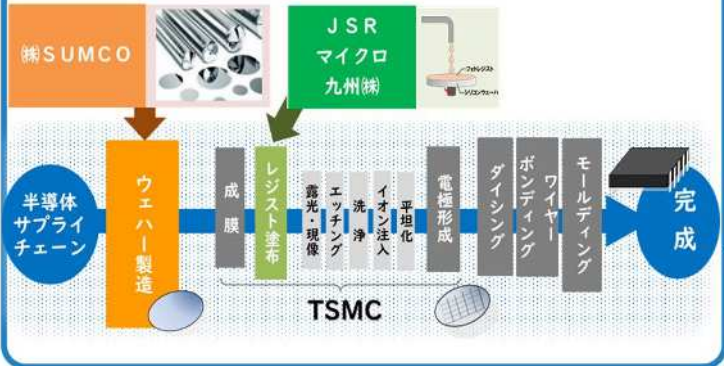 ㈱SUMCO
JSR
マイクロ
九州㈱
フォトレジスト
シリコンウェーハ
半導体
サプライ
チェーン
ウェハー製造
成膜
レジスト塗布
露光・現像
エッチング
洗浄
イオン注入
平坦化
電極形成
ダイシング
ワイヤー
ボンディング
モールディング
完成
TSMC